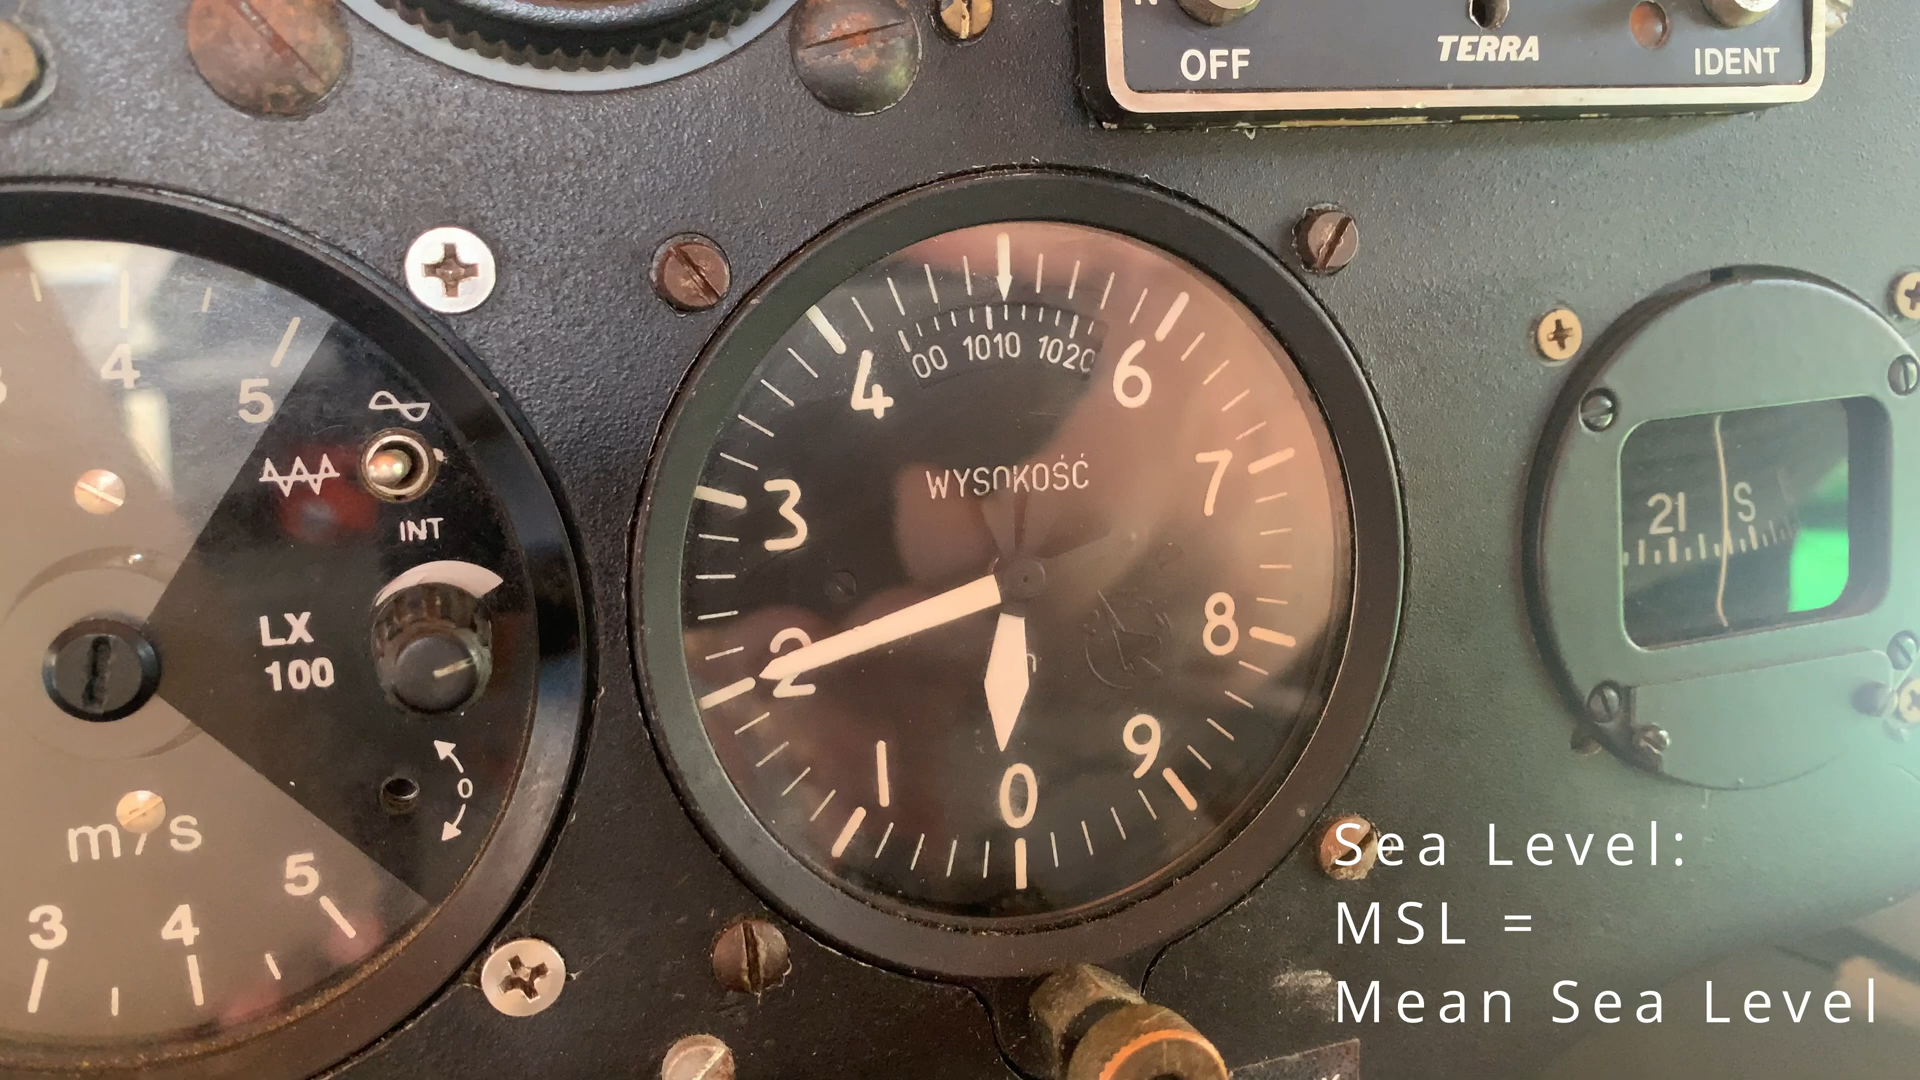 OFF
TERRA
IDENT
4
5
INT
LX
100
m/s
5
3
4
00 1010 1020
4
6
WYSOKOŚĆ
3
7
2
8
1
9
0
21 S
Sea Level:
MSL =
Mean Sea Level